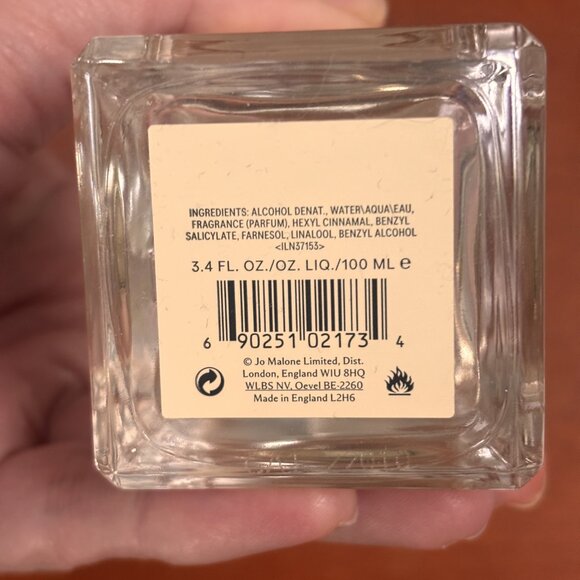 INGREDIENTS: ALCOHOL DENAT., WATER\AQUA\EAU,
FRAGRANCE (PARFUM), HEXYL CINNAMAL, BENZYL
SALICYLATE, FARNESOL, LINALOOL, BENZYL ALCOHOL
<ILN37153>
3.4 FL. OZ./OZ. LIQ./100 ML ℮
6 90251 02173 4
© Jo Malone Limited, Dist.
London, England W1U 8HQ
WLBS NV, Oevel BE-2260
Made in England L2H6